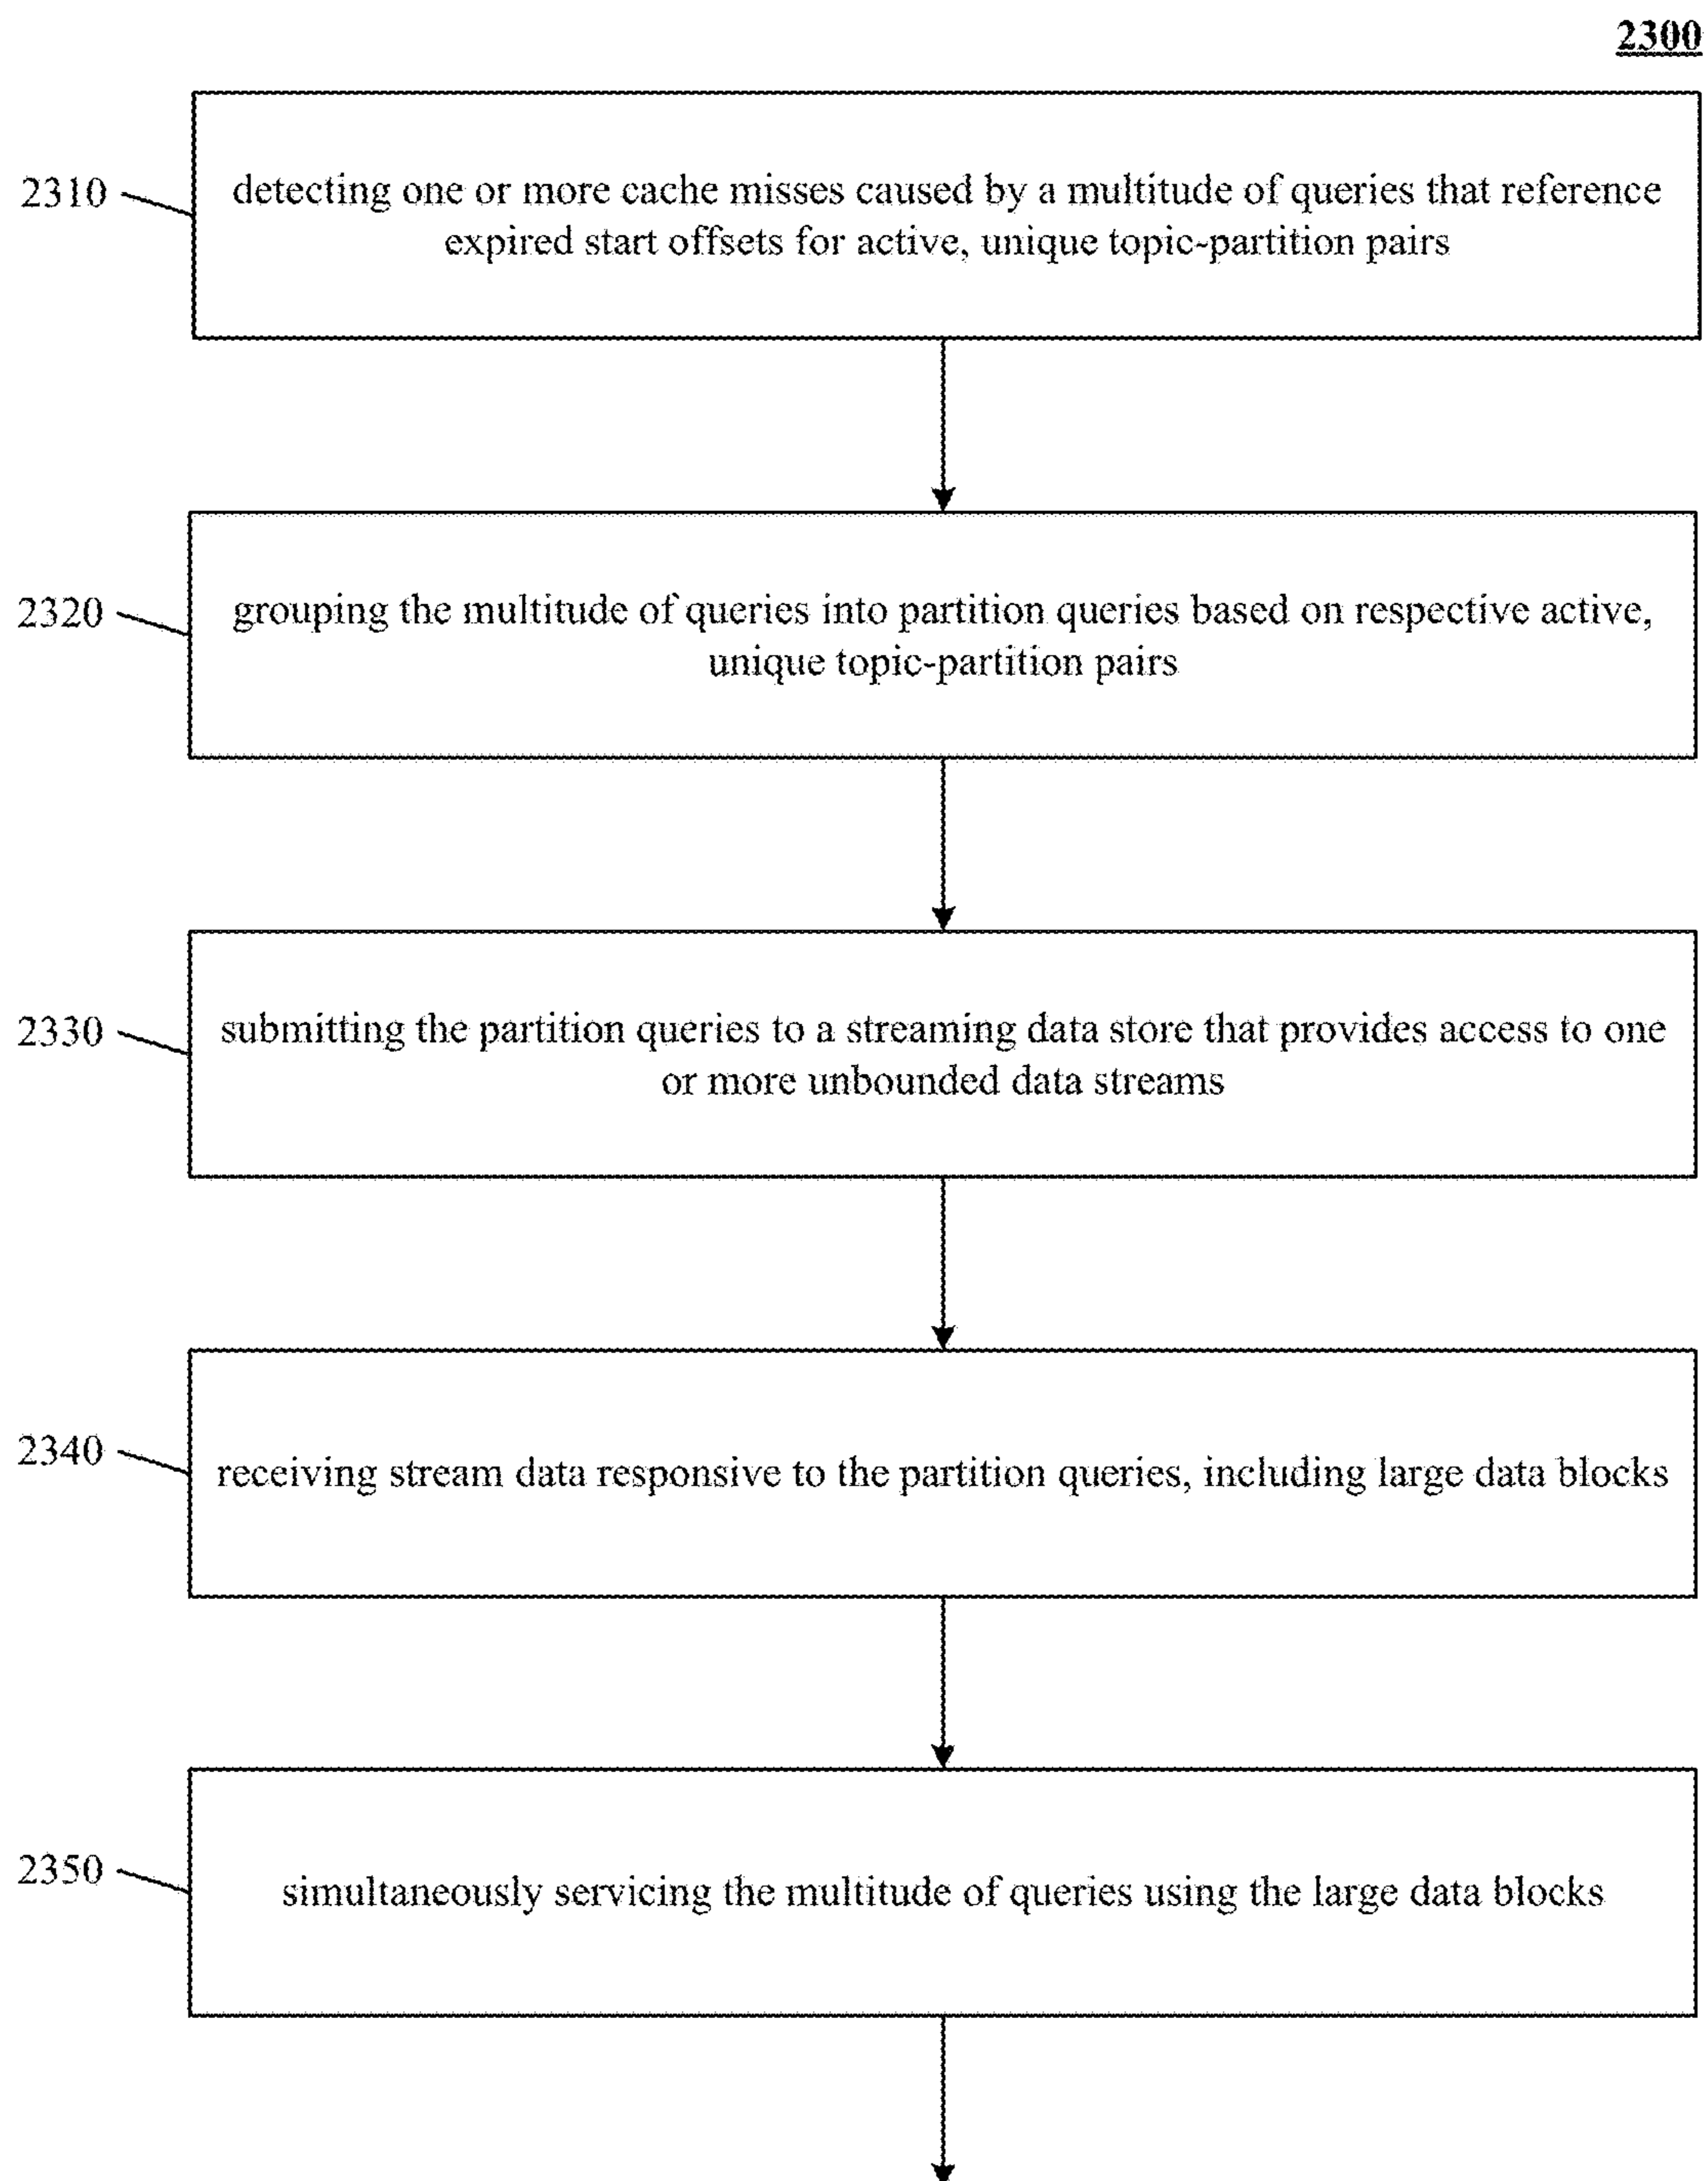 2300
2310
detecting one or more cache misses caused by a multitude of queries that reference
expired start offsets for active, unique topic-partition pairs
2320
grouping the multitude of queries into partition queries based on respective active,
unique topic-partition pairs
2330
submitting the partition queries to a streaming data store that provides access to one
or more unbounded data streams
2340
receiving stream data responsive to the partition queries, including large data blocks
2350
simultaneously servicing the multitude of queries using the large data blocks